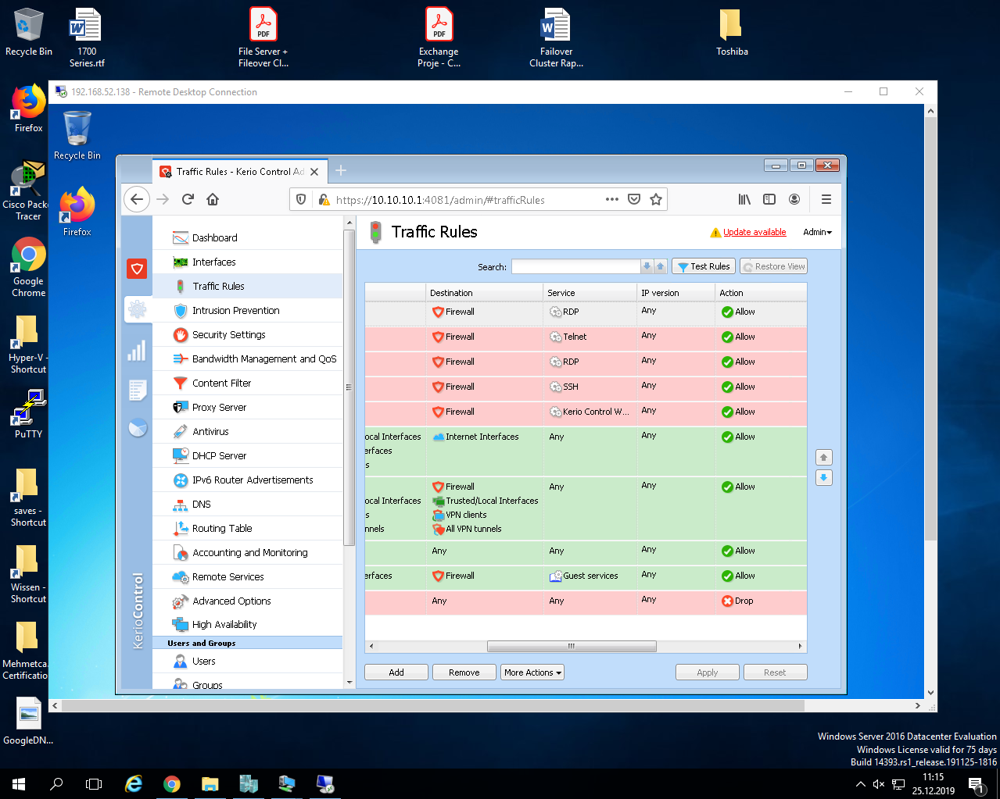 Recycle Bin
1700
Series.rtf
File Server +
Fileover Cl...
Exchange
Proje - C...
Failover
Cluster Rap...
Toshiba
Firefox
Cisco Pack
Tracer
Google
Chrome
Hyper-V -
Shortcut
PuTTY
saves -
Shortcut
Wissen -
Shortcut
Mehmetca.
Certificatio
GoogleDN...
192.168.52.138 - Remote Desktop Connection
Recycle Bin
Firefox
Traffic Rules - Kerio Control Ad
https://10.10.10.1:4081/admin/#trafficRules
KerioControl
Dashboard
Interfaces
Traffic Rules
Intrusion Prevention
Security Settings
Bandwidth Management and QoS
Content Filter
Proxy Server
Antivirus
DHCP Server
IPv6 Router Advertisements
DNS
Routing Table
Accounting and Monitoring
Remote Services
Advanced Options
High Availability
Users and Groups
Users
Groups
Traffic Rules
Update available
Admin
Search:
Test Rules
Restore View
Destination Service IP version Action
Firewall RDP Any Allow
Firewall Telnet Any Allow
Firewall RDP Any Allow
Firewall SSH Any Allow
Firewall Kerio Control W... Any Allow
ocal Interfaces Internet Interfaces Any Any Allow
erfaces
s
Firewall Any Any Allow
ocal Interfaces Trusted/Local Interfaces
s VPN clients
nnels All VPN tunnels
Any Any Any Allow
erfaces Firewall Guest services Any Allow
Any Any Any Drop
Add Remove More Actions Apply Reset
Windows Server 2016 Datacenter Evaluation
Windows License valid for 75 days
Build 14393.rs1_release.191125-1816
11:15
25.12.2019
1